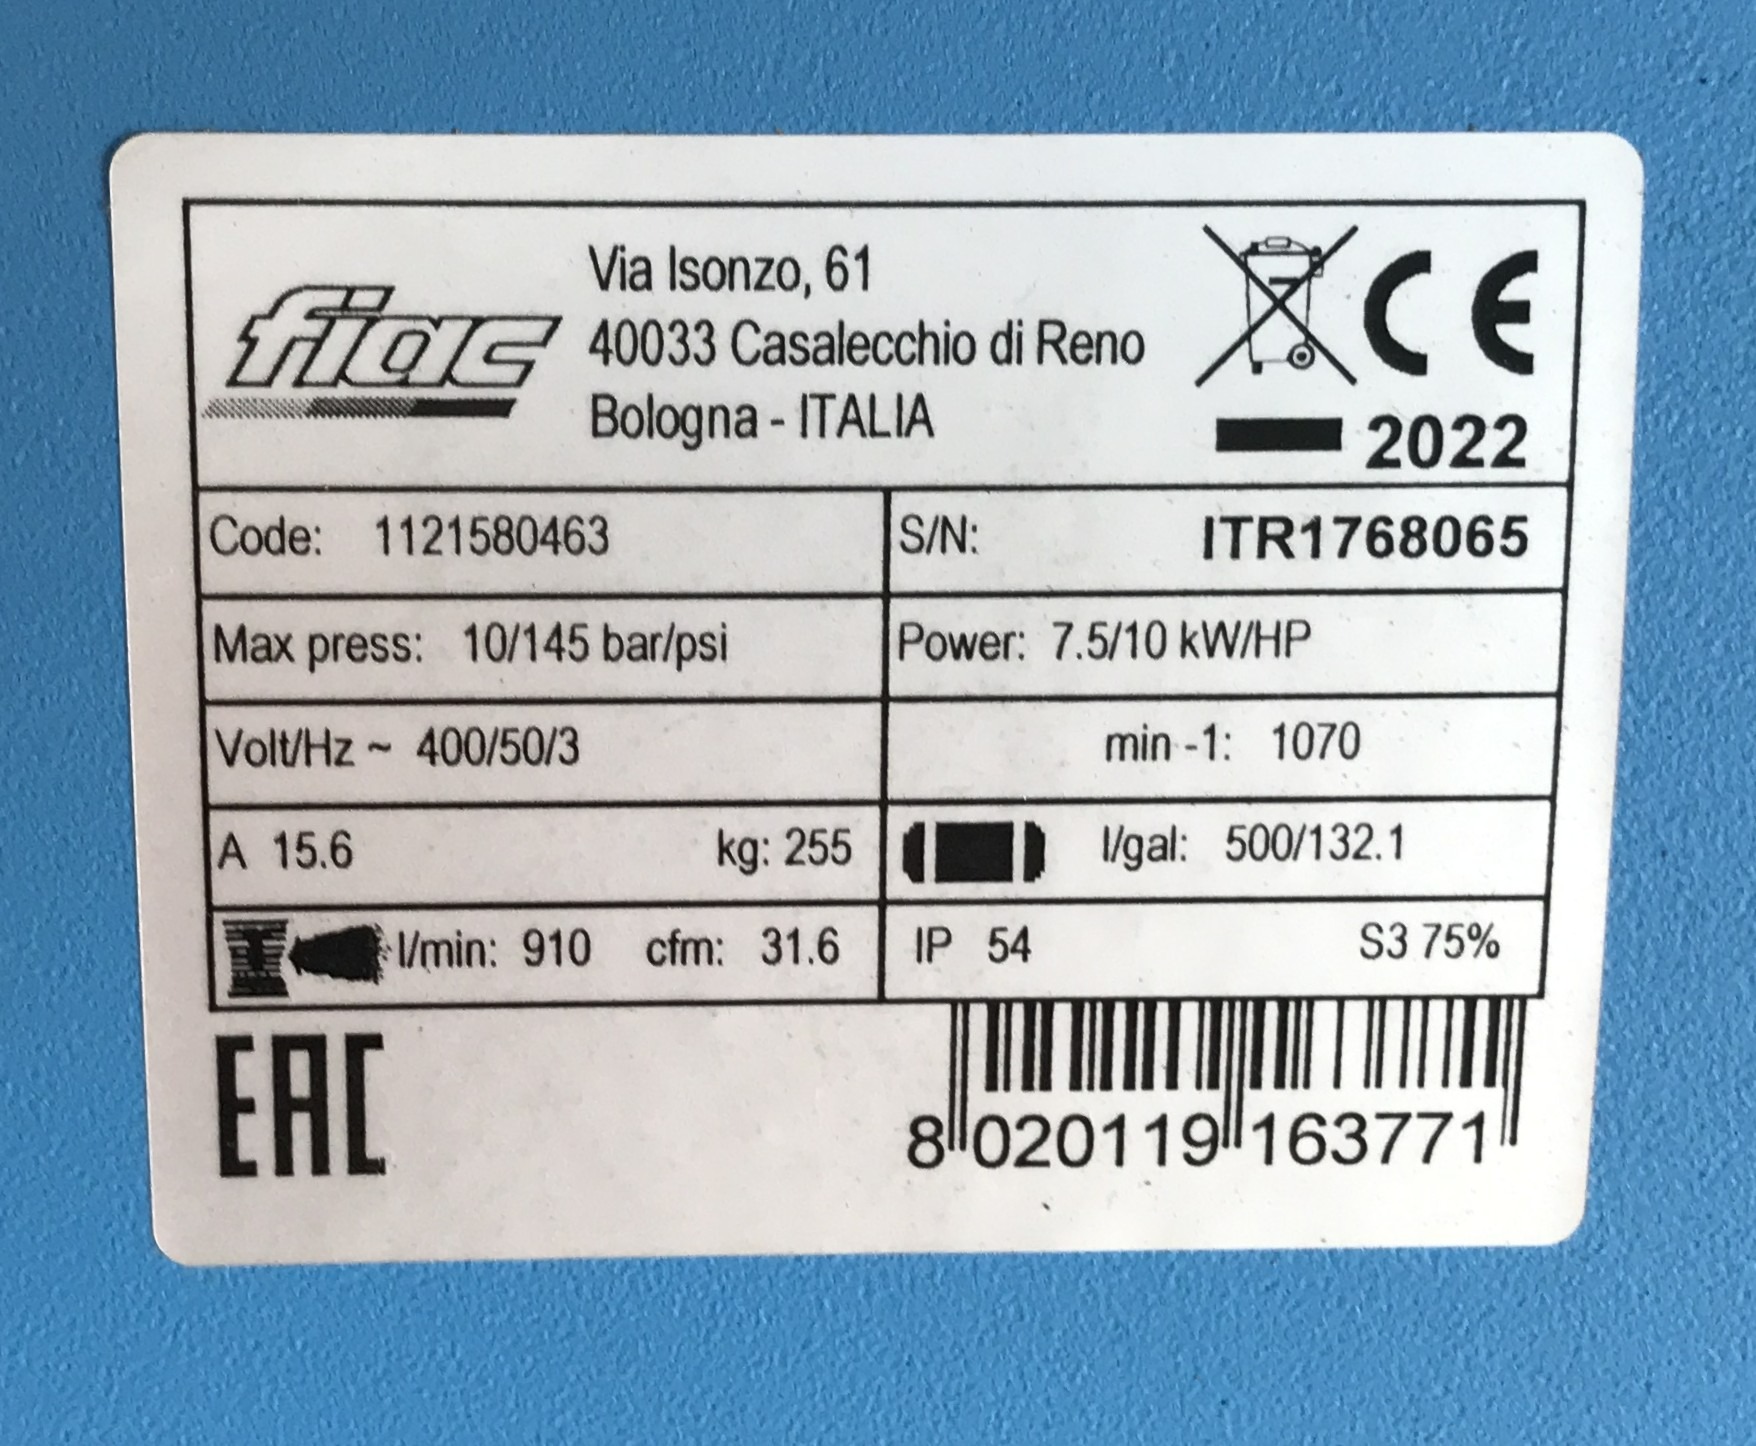 fiac
Via Isonzo, 61
40033 Casalecchio di Reno
Bologna - ITALIA
CE
2022
Code: 1121580463
S/N: ITR1768065
Max press: 10/145 bar/psi
Power: 7.5/10 kW/HP
Volt/Hz ~ 400/50/3
min -1: 1070
A 15.6 kg: 255
l/gal: 500/132.1
l/min: 910 cfm: 31.6
IP 54 S3 75%
EAC
8 020119 163771